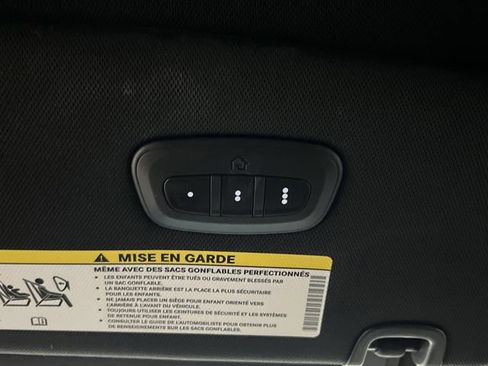 MISE EN GARDE
MÊME AVEC DES SACS GONFLABLES PERFECTIONNÉS
• LES ENFANTS PEUVENT ÊTRE TUÉS OU GRAVEMENT BLESSÉS PAR
UN SAC GONFLABLE.
• LA BANQUETTE ARRIÈRE EST LA PLACE LA PLUS SÉCURITAIRE
POUR LES ENFANTS.
• NE JAMAIS PLACER UN SIÈGE POUR ENFANT ORIENTÉ VERS
L'ARRIÈRE À L'AVANT DU VÉHICULE.
• TOUJOURS UTILISER LES CEINTURES DE SÉCURITÉ ET LES SYSTÈMES
DE RETENUE POUR ENFANT.
• CONSULTER LE GUIDE DE L'AUTOMOBILISTE POUR OBTENIR PLUS
DE RENSEIGNEMENTS SUR LES SACS GONFLABLES.